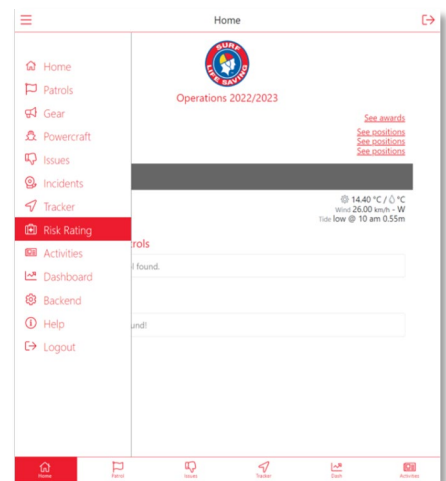 Home
SURF
LIFE SAVING
Operations 2022/2023
Home
Patrols
Gear
Powercraft
Issues
Incidents
Tracker
Risk Rating
Activities
Dashboard
Backend
Help
Logout
See awards
See positions
See positions
See positions
14.40 °C / °C
Wind 26.00 km/h - W
Tide low @ 10 am 0.55m
rols
l found.
und!
Home
Patrol
Issues
Tracker
Dash
Activities